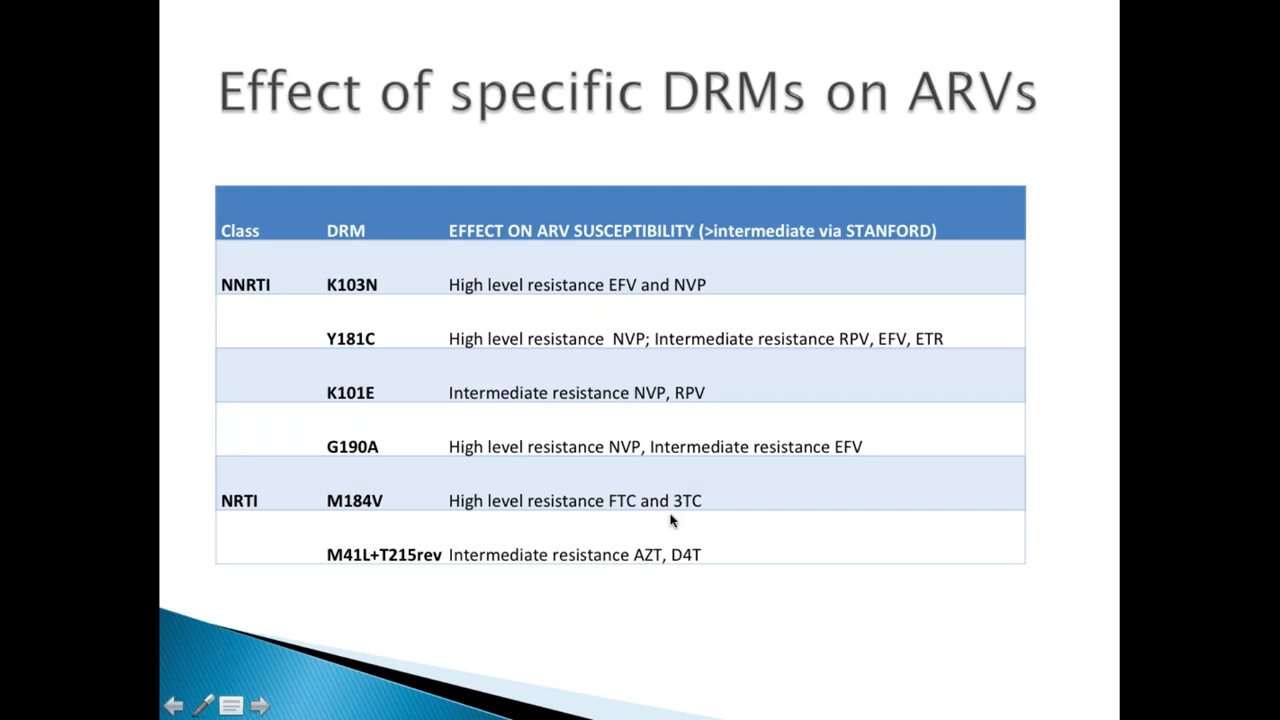 Effect of specific DRMs on ARVs
Class DRM EFFECT ON ARV SUSCEPTIBILITY (>intermediate via STANFORD)
NNRTI K103N High level resistance EFV and NVP
Y181C High level resistance NVP; Intermediate resistance RPV, EFV, ETR
K101E Intermediate resistance NVP, RPV
G190A High level resistance NVP, Intermediate resistance EFV
NRTI M184V High level resistance FTC and 3TC
M41L+T215rev Intermediate resistance AZT, D4T